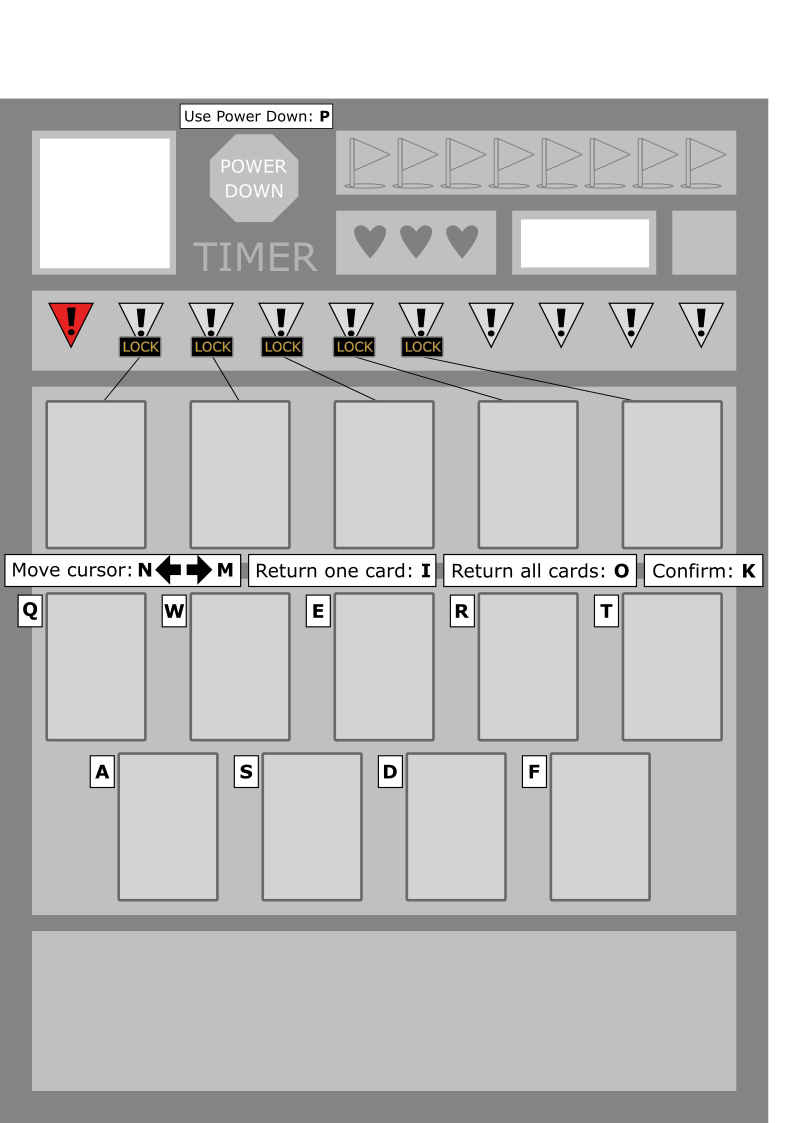 Use Power Down: P
POWER
DOWN
TIMER
! ! ! ! ! ! ! ! ! !
LOCK LOCK LOCK LOCK LOCK
Move cursor: N M Return one card: I Return all cards: O Confirm: K
Q W E R T
A S D F